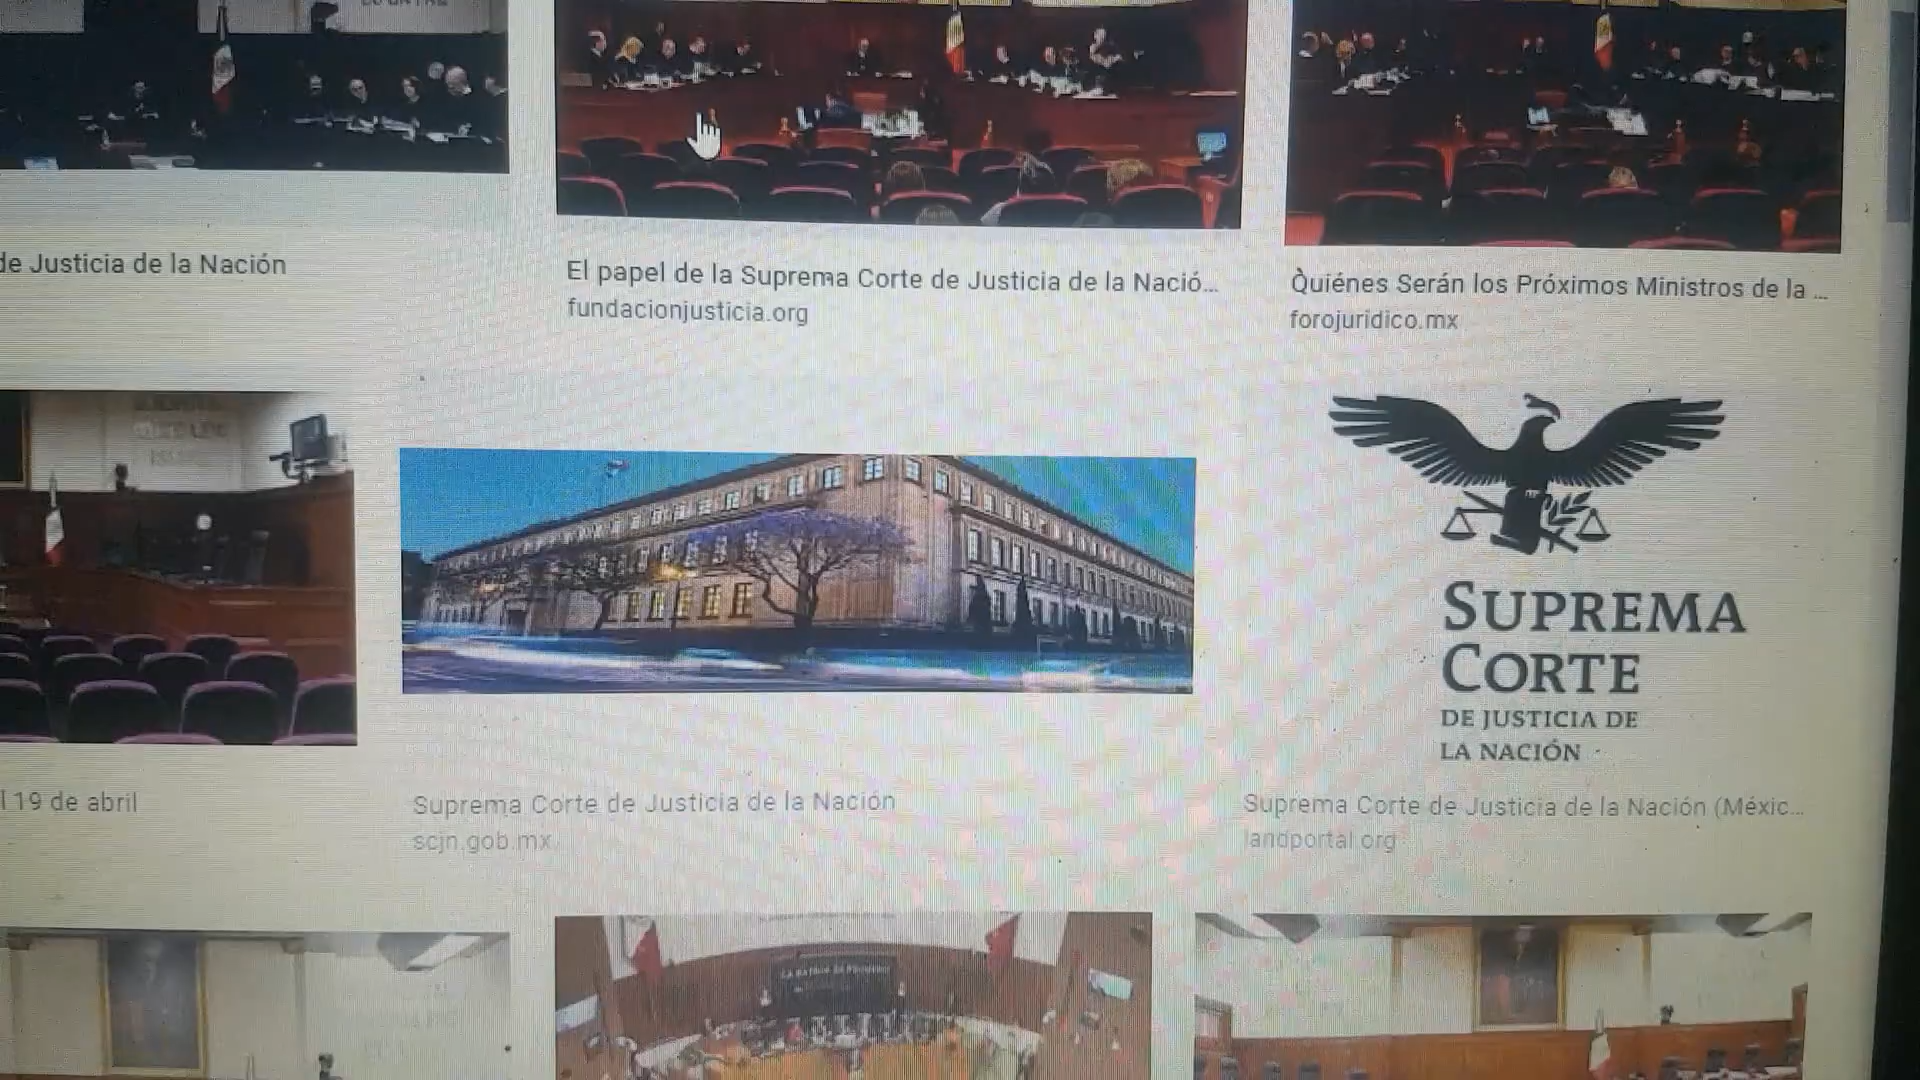 de Justicia de la Nación
El papel de la Suprema Corte de Justicia de la Nació...
fundacionjusticia.org
Quiénes Serán los Próximos Ministros de la ...
forojuridico.mx
SUPREMA
CORTE
DE JUSTICIA DE
LA NACIÓN
l 19 de abril
Suprema Corte de Justicia de la Nación
scjn.gob.mx
Suprema Corte de Justicia de la Nación (Méxic...
landportal.org